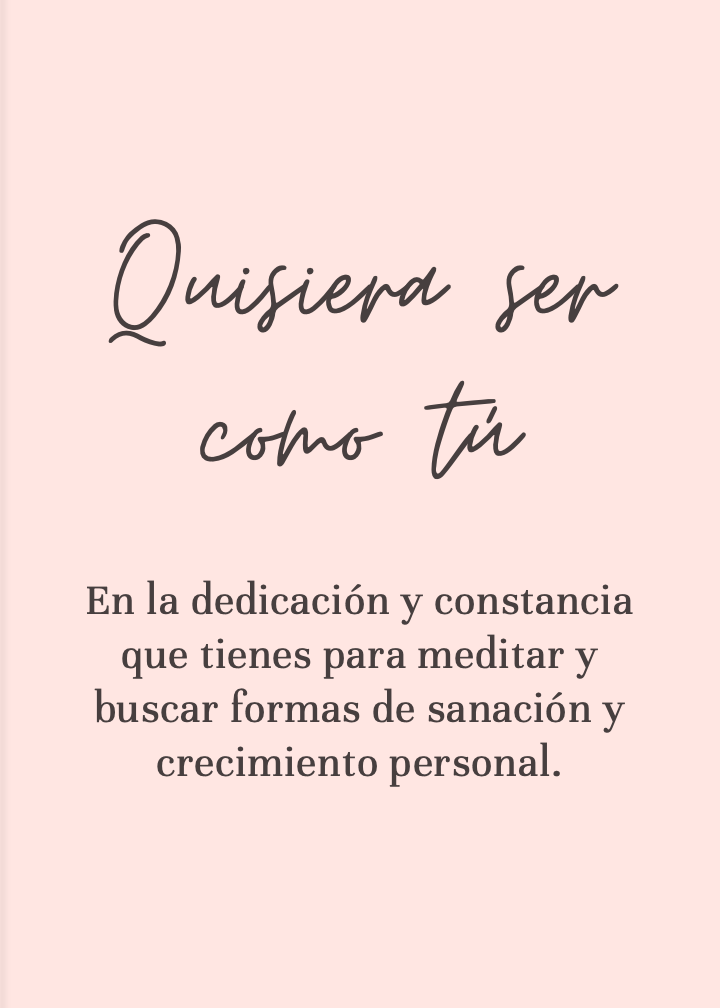 Quisiera ser
como tú
En la dedicación y constancia
que tienes para meditar y
buscar formas de sanación y
crecimiento personal.